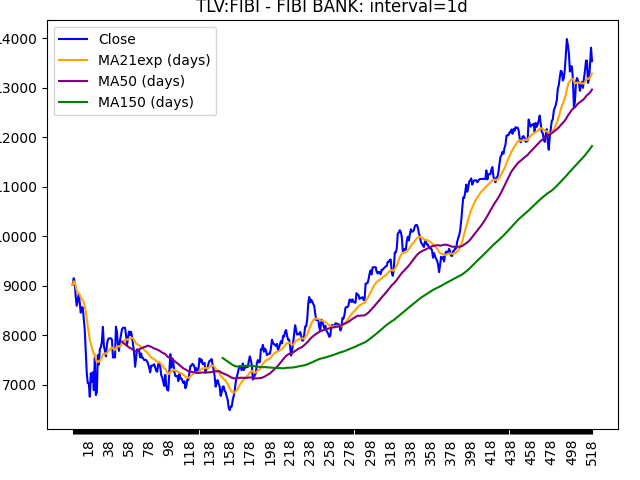 TLV:FIBI - FIBI BANK: interval=1d
Close
MA21exp (days)
MA50 (days)
MA150 (days)
14000
13000
12000
11000
10000
9000
8000
7000
18 38 58 78 98 118 138 158 178 198 218 238 258 278 298 318 338 358 378 398 418 438 458 478 498 518